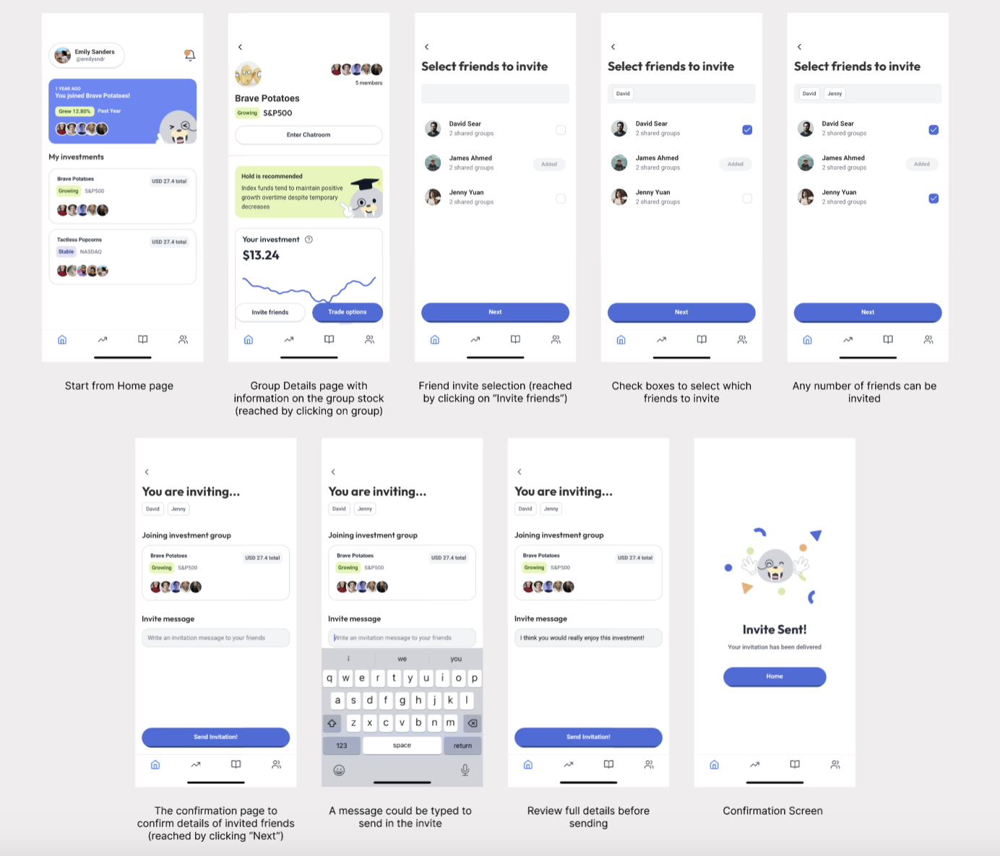 Emily Sanders
@emilysndr
1 YEAR AGO
You joined Brave Potatoes!
Grew 12.80% Past Year
My investments
Brave Potatoes
USD 27.4 total
Growing S&P500
Tactless Popcorns
USD 27.4 total
Stable NASDAQ
Start from Home page
5 members
Brave Potatoes
Growing S&P500
Enter Chatroom
Hold is recommended
Index funds tend to maintain positive
growth overtime despite temporary
decreases
Your investment ?
$13.24
Invite friends
Trade options
Group Details page with
information on the group stock
(reached by clicking on group)
Select friends to invite
David Sear
2 shared groups
James Ahmed
2 shared groups
Added
Jenny Yuan
2 shared groups
Next
Friend invite selection (reached
by clicking on “Invite friends”)
Select friends to invite
David
David Sear
2 shared groups
James Ahmed
2 shared groups
Added
Jenny Yuan
2 shared groups
Next
Check boxes to select which
friends to invite
Select friends to invite
David Jenny
David Sear
2 shared groups
James Ahmed
2 shared groups
Added
Jenny Yuan
2 shared groups
Next
Any number of friends can be
invited
You are inviting...
David Jenny
Joining investment group
Brave Potatoes
USD 27.4 total
Growing S&P500
Invite message
Write an invitation message to your friends
Send Invitation!
The confirmation page to
confirm details of invited friends
(reached by clicking “Next”)
You are inviting...
David Jenny
Joining investment group
Brave Potatoes
USD 27.4 total
Growing S&P500
Invite message
Write an invitation message to your friends
i we you
q w e r t y u i o p
a s d f g h j k l
z x c v b n m
123 space return
A message could be typed to
send in the invite
You are inviting...
David Jenny
Joining investment group
Brave Potatoes
USD 27.4 total
Growing S&P500
Invite message
I think you would really enjoy this investment!
Send Invitation!
Review full details before
sending
Invite Sent!
Your invitation has been delivered
Home
Confirmation Screen